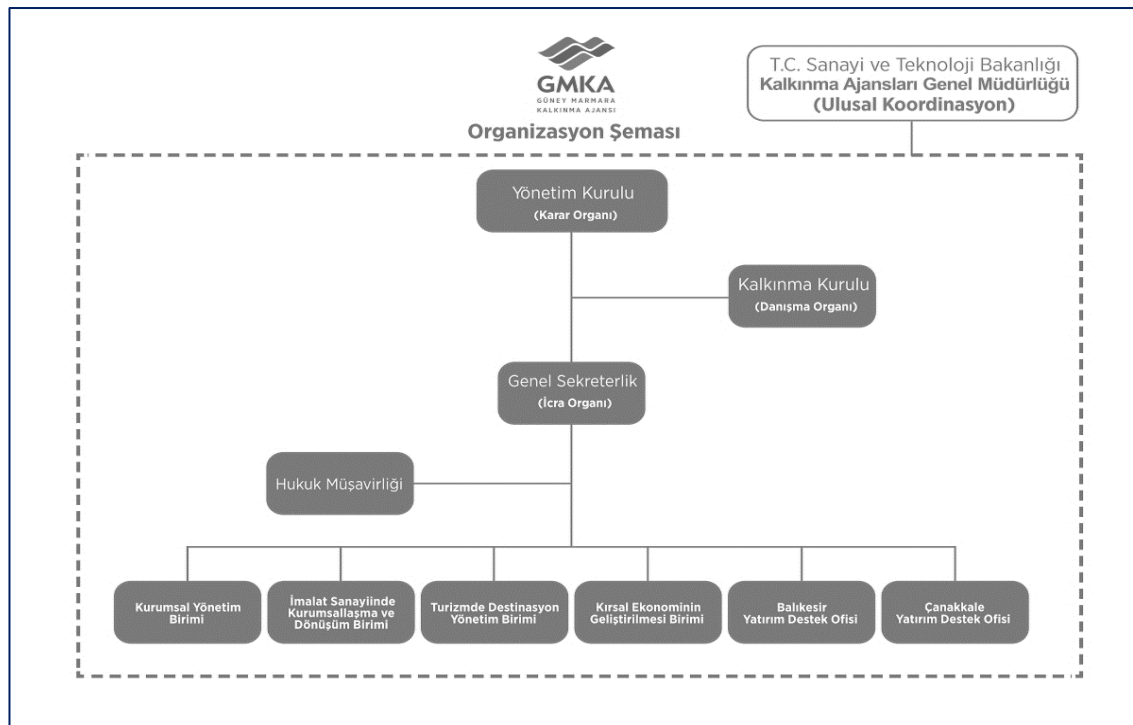 GMKA
GÜNEY MARMARA
KALKINMA AJANSI
Organizasyon Şeması
T.C. Sanayi ve Teknoloji Bakanlığı
Kalkınma Ajansları Genel Müdürlüğü
(Ulusal Koordinasyon)
Yönetim Kurulu
(Karar Organı)
Kalkınma Kurulu
(Danışma Organı)
Genel Sekreterlik
(İcra Organı)
Hukuk Müşavirliği
Kurumsal Yönetim
Birimi
İmalat Sanayiinde
Kurumsallaşma ve
Dönüşüm Birimi
Turizmde Destinasyon
Yönetim Birimi
Kırsal Ekonominin
Geliştirilmesi Birimi
Balıkesir
Yatırım Destek Ofisi
Çanakkale
Yatırım Destek Ofisi